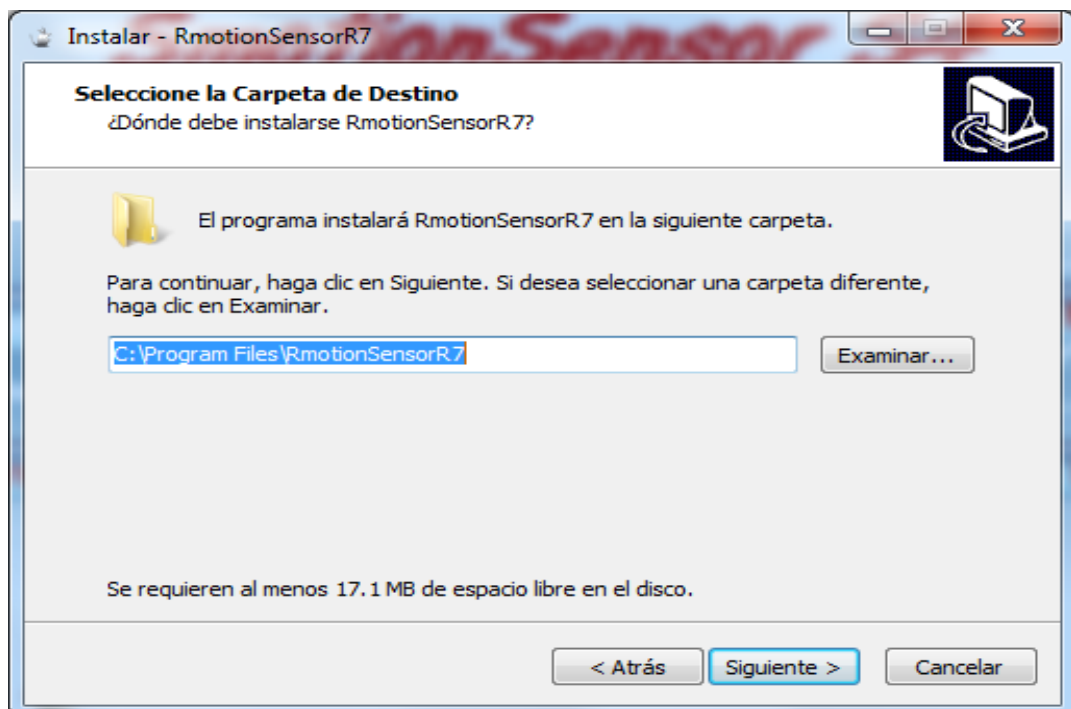 Instalar - RmotionSensorR7
Seleccione la Carpeta de Destino
¿Dónde debe instalarse RmotionSensorR7?
El programa instalará RmotionSensorR7 en la siguiente carpeta.
Para continuar, haga clic en Siguiente. Si desea seleccionar una carpeta diferente,
haga clic en Examinar.
C:\Program Files\RmotionSensorR7
Examinar...
Se requieren al menos 17.1 MB de espacio libre en el disco.
< Atrás
Siguiente >
Cancelar